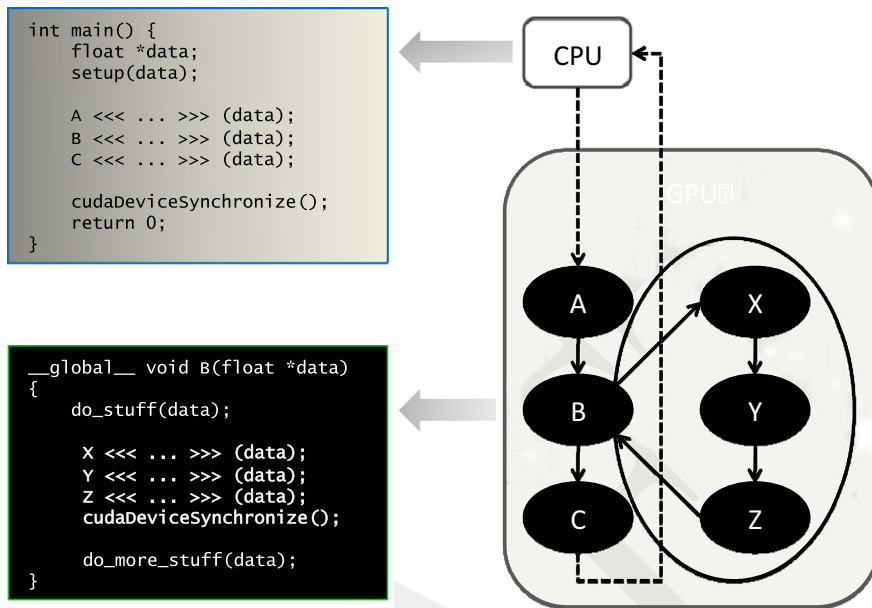 int main() {
float *data;
setup(data);
A <<< ... >>> (data);
B <<< ... >>> (data);
C <<< ... >>> (data);
cudaDeviceSynchronize();
return 0;
}
__global__ void B(float *data)
{
do_stuff(data);
X <<< ... >>> (data);
Y <<< ... >>> (data);
Z <<< ... >>> (data);
cudaDeviceSynchronize();
do_more_stuff(data);
}
CPU
GPU
A
X
B
Y
C
Z